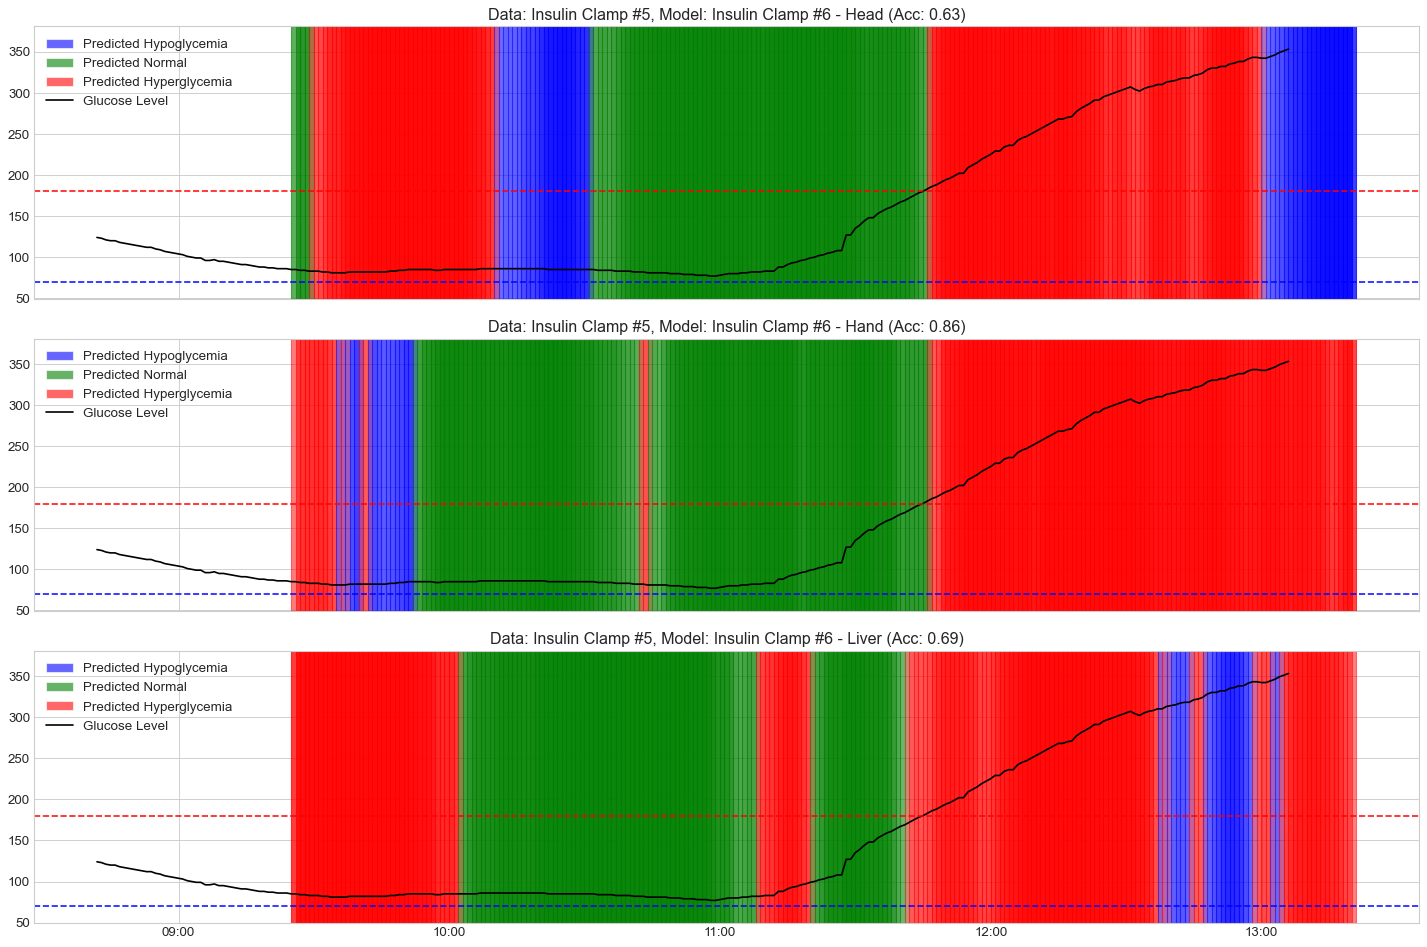 Data: Insulin Clamp #5, Model: Insulin Clamp #6 - Head (Acc: 0.63)
Predicted Hypoglycemia
Predicted Normal
Predicted Hyperglycemia
Glucose Level
350
300
250
200
150
100
50
Data: Insulin Clamp #5, Model: Insulin Clamp #6 - Hand (Acc: 0.86)
Predicted Hypoglycemia
Predicted Normal
Predicted Hyperglycemia
Glucose Level
350
300
250
200
150
100
50
Data: Insulin Clamp #5, Model: Insulin Clamp #6 - Liver (Acc: 0.69)
Predicted Hypoglycemia
Predicted Normal
Predicted Hyperglycemia
Glucose Level
350
300
250
200
150
100
50
09:00 10:00 11:00 12:00 13:00